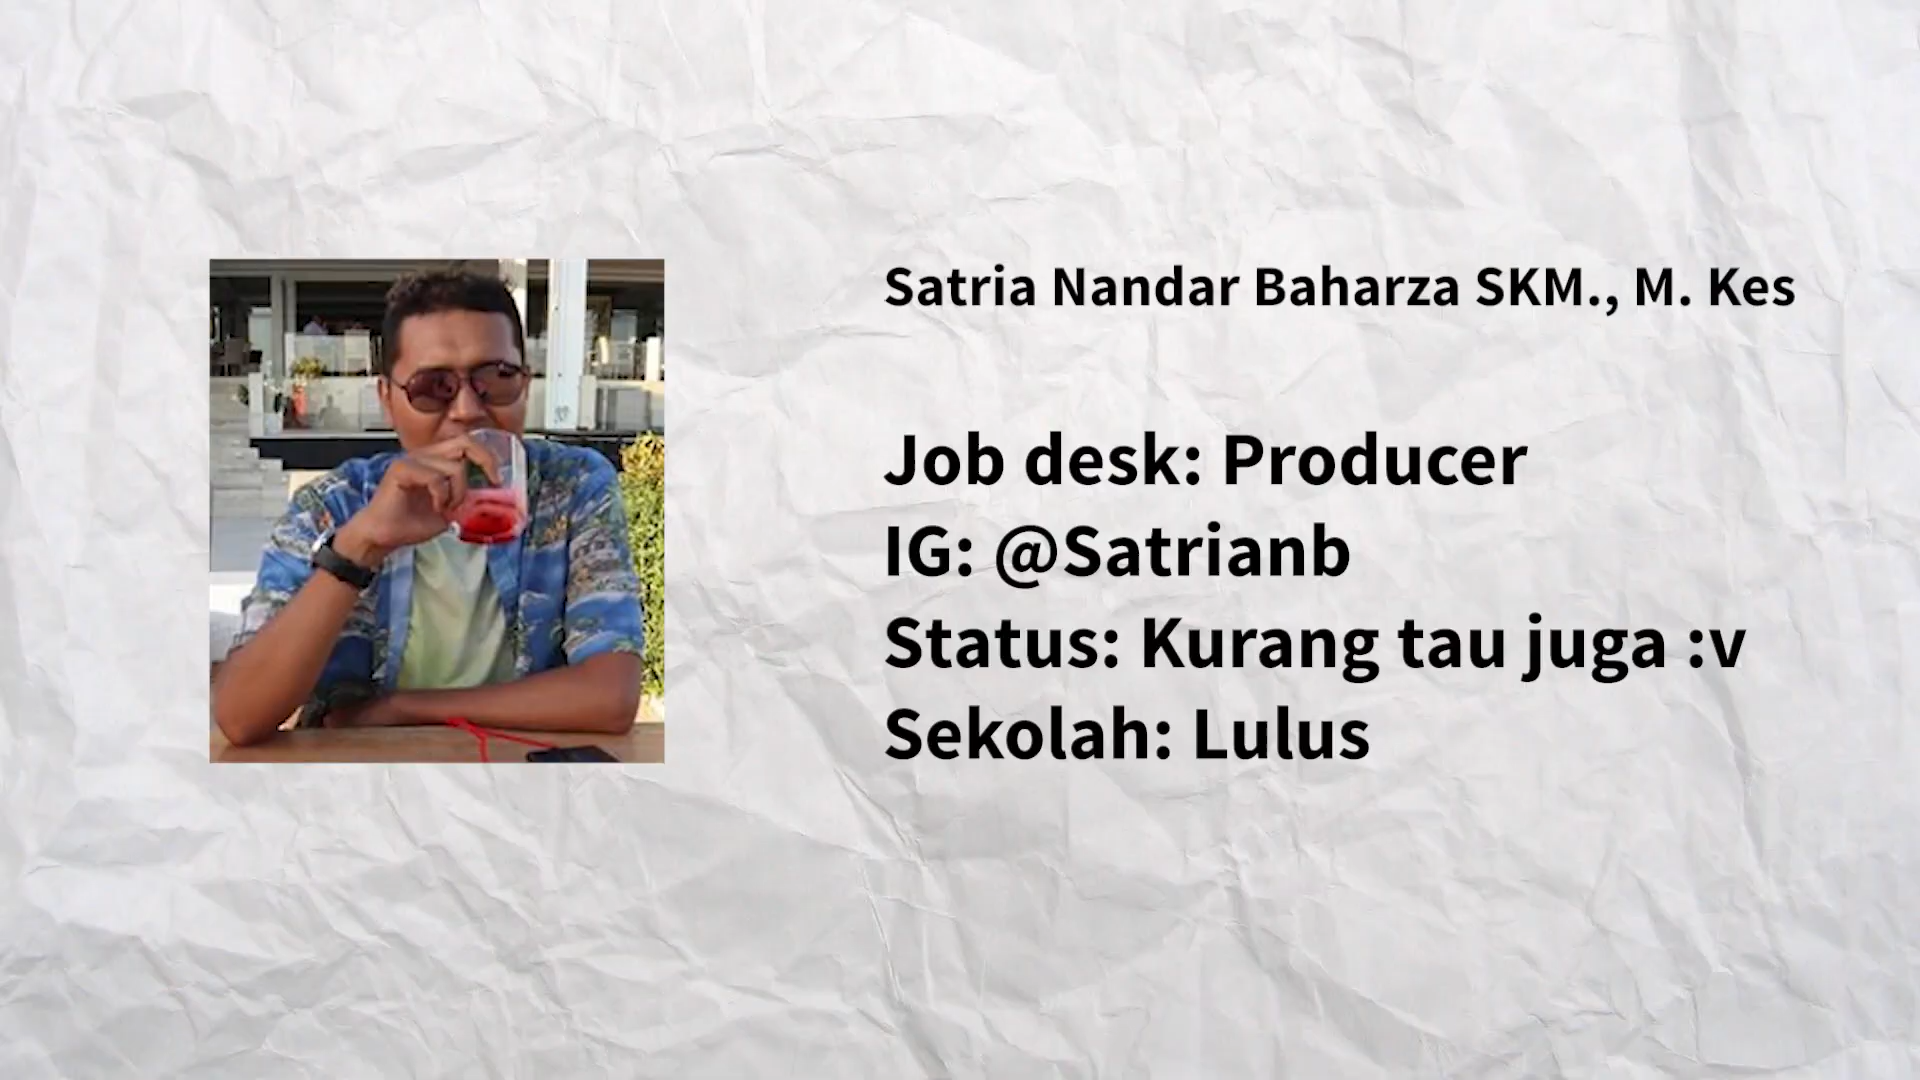 Satria Nandar Baharza SKM., M. Kes
Job desk: Producer
IG: @Satrianb
Status: Kurang tau juga :v
Sekolah: Lulus